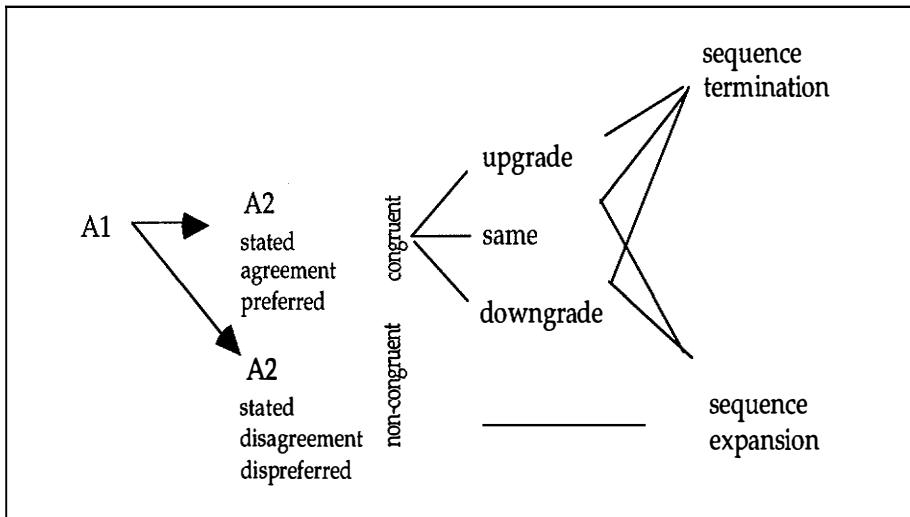 A1
A2
stated
agreement
preferred
A2
stated
disagreement
dispreferred
congruent
non-congruent
upgrade
same
downgrade
sequence
termination
sequence
expansion